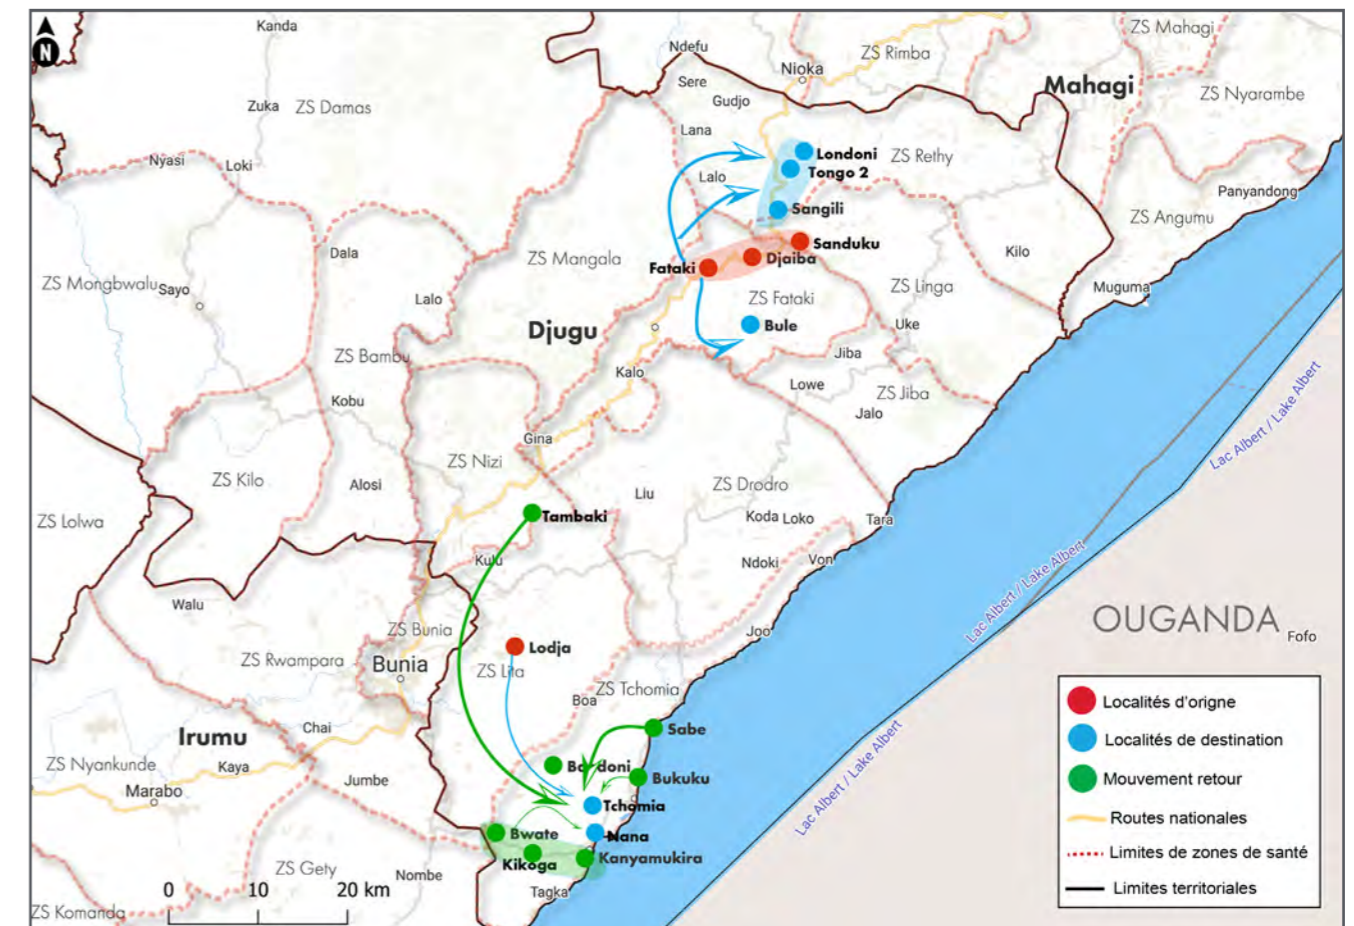 N
Kanda
ZS Mahagi
Ndefu
ZS Rimba
Nioka
Sere
Mahagi
ZS Nyarambe
Gudjo
Zuka
ZS Damas
Lana
Londoni
ZS Rethy
Nyasi
Loki
Lalo
Tongo 2
Panyandong
Sangili
ZS Angumu
Sanduku
Dala
ZS Mangala
Kilo
Fataki
Djaiba
ZS Mongbwalu
Sayo
Lalo
ZS Fataki
ZS Linga
Muguma
Djugu
Bule
Uke
ZS Bambu
Jiba
Kalo
Lowe
ZS Jiba
Kobu
Jalo
Lac Albert / Lake Albert
Gina
ZS Nizi
ZS Kilo
Alosi
Liu
ZS Drodro
ZS Lolwa
Tambaki
Koda
Loko
Tara
Kulu
Ndoki
Von
Lac Albert / Lake Albert
Walu
ZS Bunia
Joo
OUGANDA
Fofo
Lodja
ZS Rwampara
Bunia
ZS Lita
ZS Tchomia
Boa
Chai
Sabe
Irumu
ZS Nyankunde
Kaya
Jumbe
Bukuku
Lac Albert / Lake Albert
Marabo
Tchomia
Bwate
Nana
Kikoga
Kanyamukira
ZS Gety
Nombe
Tagka
0 10 20 km
ZS Komanda
Localités d'origne
Localités de destination
Mouvement retour
Routes nationales
Limites de zones de santé
Limites territoriales